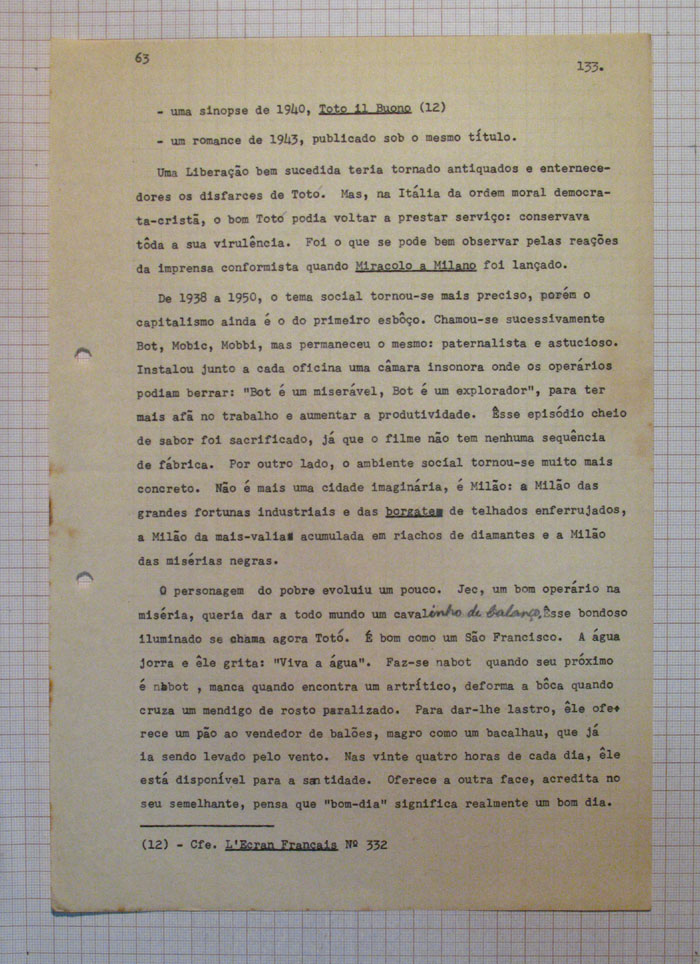 63
133.
- uma sinopse de 1940, Toto il Buono (12)
- um romance de 1943, publicado sob o mesmo título.
Uma Liberação bem sucedida teria tornado antiquados e enternece-
dores os disfarces de Totó. Mas, na Itália da ordem moral democra-
ta-cristã, o bom Totó podia voltar a prestar serviço: conservava
tôda a sua virulência. Foi o que se pode bem observar pelas reações
da imprensa conformista quando Miracolo a Milano foi lançado.
De 1938 a 1950, o tema social tornou-se mais preciso, porém o
capitalismo ainda é o do primeiro esbôço. Chamou-se sucessivamente
Bot, Mobic, Mobbi, mas permaneceu o mesmo: paternalista e astucioso.
Instalou junto a cada oficina uma câmara insonora onde os operários
podiam berrar: "Bot é um miserável, Bot é um explorador", para ter
mais afã no trabalho e aumentar a produtividade. Êsse episódio cheio
de sabor foi sacrificado, já que o filme não tem nenhuma sequência
de fábrica. Por outro lado, o ambiente social tornou-se muito mais
concreto. Não é mais uma cidade imaginária, é Milão: a Milão das
grandes fortunas industriais e das borgate de telhados enferrujados,
a Milão da mais-valia acumulada em riachos de diamantes e a Milão
das misérias negras.
O personagem do pobre evoluiu um pouco. Jec, um bom operário na
miséria, queria dar a todo mundo um cavalinho de balanço. Êsse bondoso
iluminado se chama agora Totó. É bom como um São Francisco. A água
jorra e êle grita: "Viva a água". Faz-se nabot quando seu próximo
é nabot , manca quando encontra um artrítico, deforma a bôca quando
cruza um mendigo de rosto paralizado. Para dar-lhe lastro, êle ofe-
rece um pão ao vendedor de balões, magro como um bacalhau, que já
ia sendo levado pelo vento. Nas vinte quatro horas de cada dia, êle
está disponível para a santidade. Oferece a outra face, acredita no
seu semelhante, pensa que "bom-dia" significa realmente um bom dia.
(12) - Cfe. L'Ecran Français Nº 332